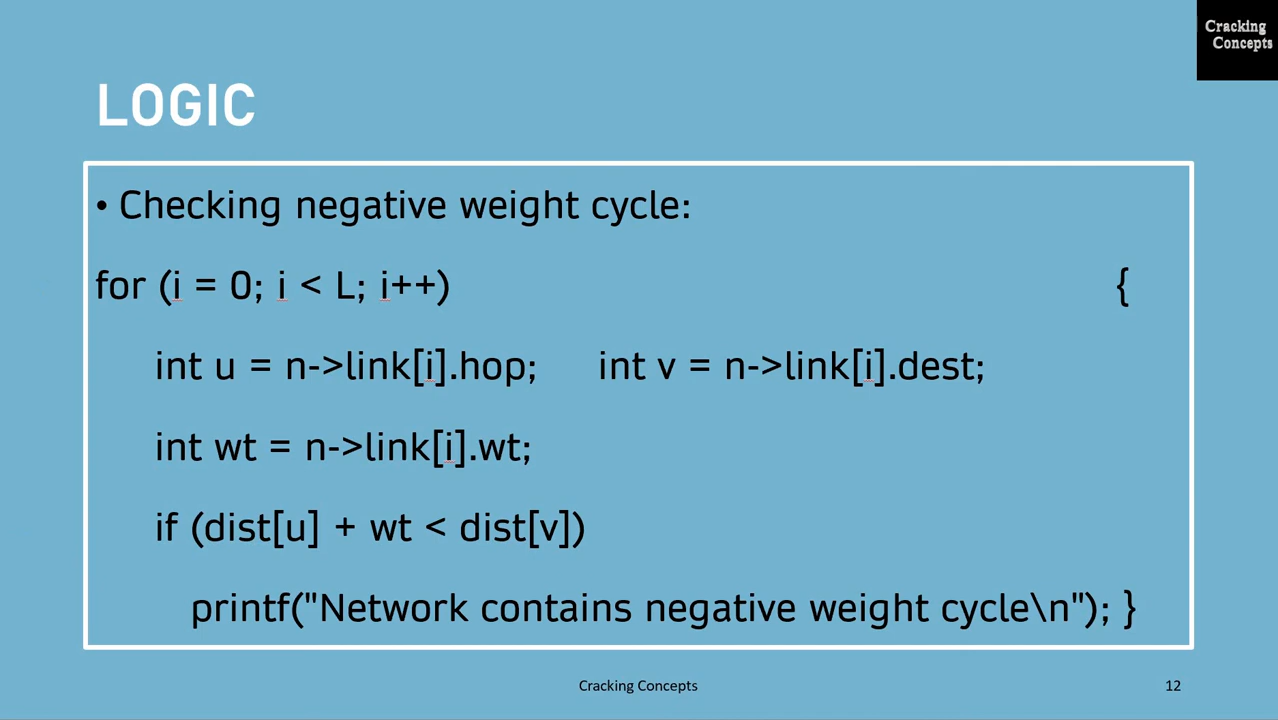 Cracking
Concepts
LOGIC
• Checking negative weight cycle:
for (i = 0; i < L; i++) {
int u = n->link[i].hop; int v = n->link[i].dest;
int wt = n->link[i].wt;
if (dist[u] + wt < dist[v])
printf("Network contains negative weight cycle\n"); }
Cracking Concepts 12